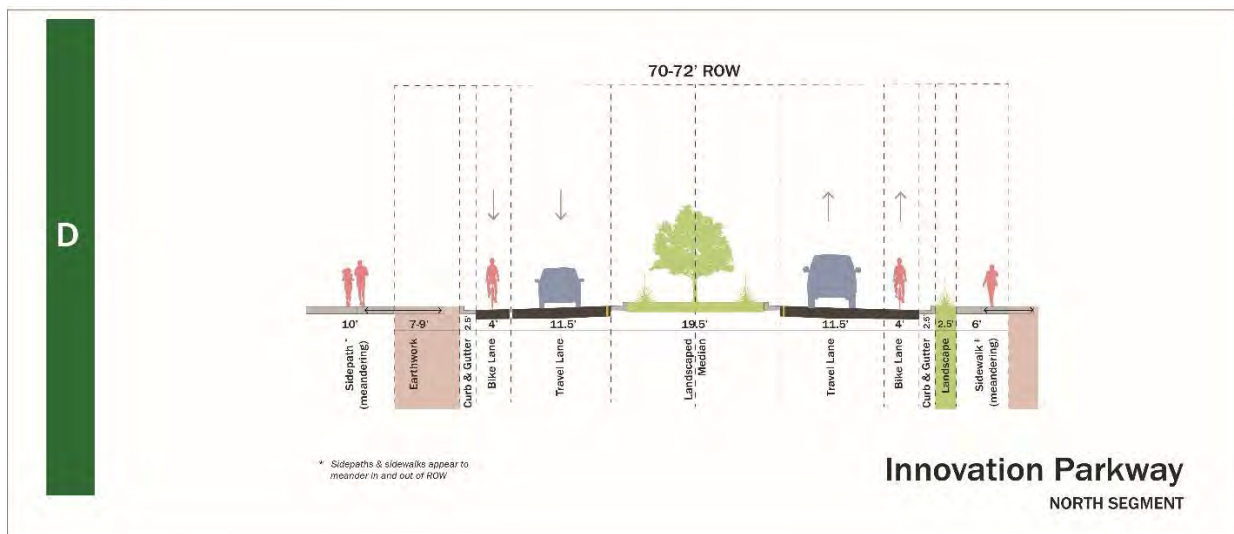 D
70-72' ROW
10'
7-9'
2.5'
4'
11.5'
19.5'
11.5'
4'
2.5'
2.5'
6'
Sidepath *
(meandering)
Earthwork
Curb & Gutter
Bike Lane
Travel Lane
Landscaped
Median
Travel Lane
Bike Lane
Curb & Gutter
Landscape
Sidewalk
(meandering)
* Sidepaths & sidewalks appear to
meander in and out of ROW
Innovation Parkway
NORTH SEGMENT